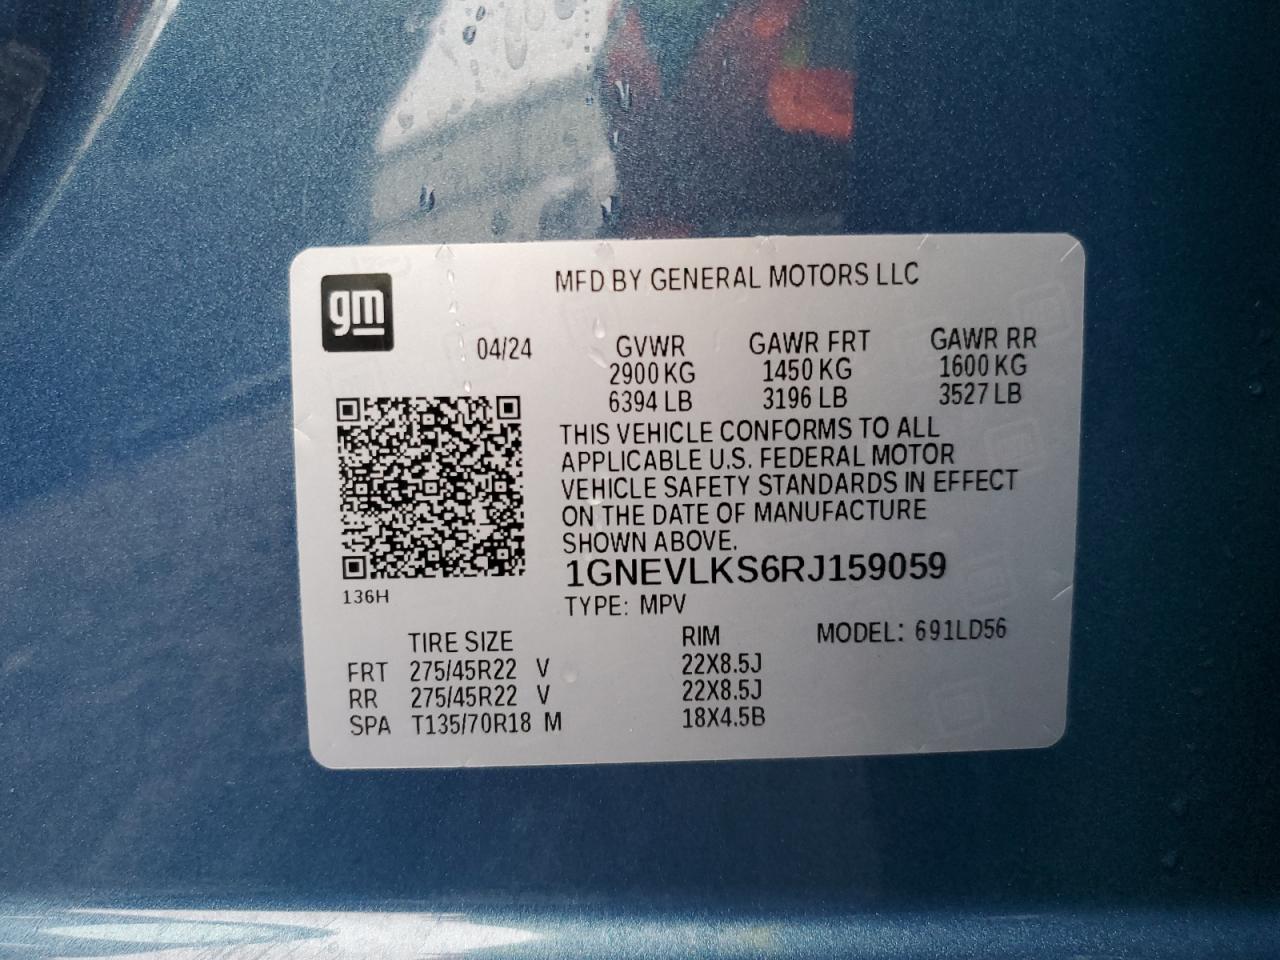 MFD BY GENERAL MOTORS LLC
gm
04/24
GVWR GAWR FRT GAWR RR
2900 KG 1450 KG 1600 KG
6394 LB 3196 LB 3527 LB
THIS VEHICLE CONFORMS TO ALL
APPLICABLE U.S. FEDERAL MOTOR
VEHICLE SAFETY STANDARDS IN EFFECT
ON THE DATE OF MANUFACTURE
SHOWN ABOVE.
1GNEVLKS6RJ159059
136H
TYPE: MPV
TIRE SIZE RIM MODEL: 691LD56
FRT 275/45R22 V 22X8.5J
RR 275/45R22 V 22X8.5J
SPA T135/70R18 M 18X4.5B